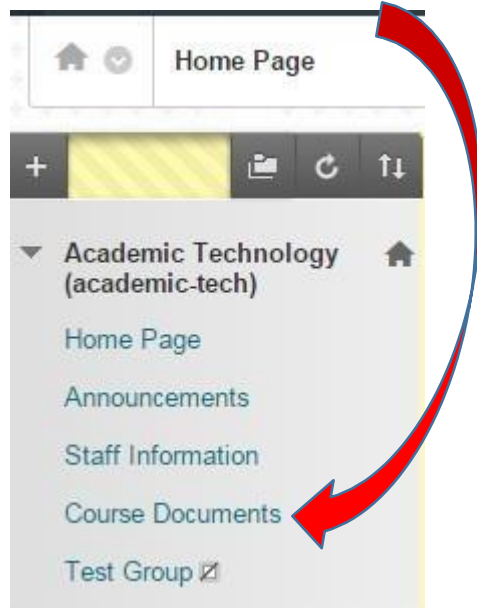 Home Page
Academic Technology
(academic-tech)
Home Page
Announcements
Staff Information
Course Documents
Test Group